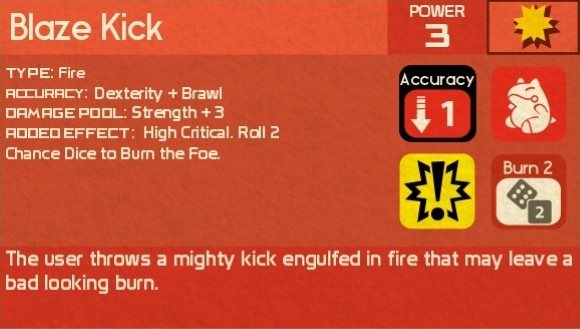 Blaze Kick
POWER
3
TYPE: Fire
ACCURACY: Dexterity + Brawl
DAMAGE POOL: Strength + 3
ADDED EFFECT: High Critical. Roll 2
Chance Dice to Burn the Foe.
Accuracy
1
Burn 2
2
The user throws a mighty kick engulfed in fire that may leave a
bad looking burn.